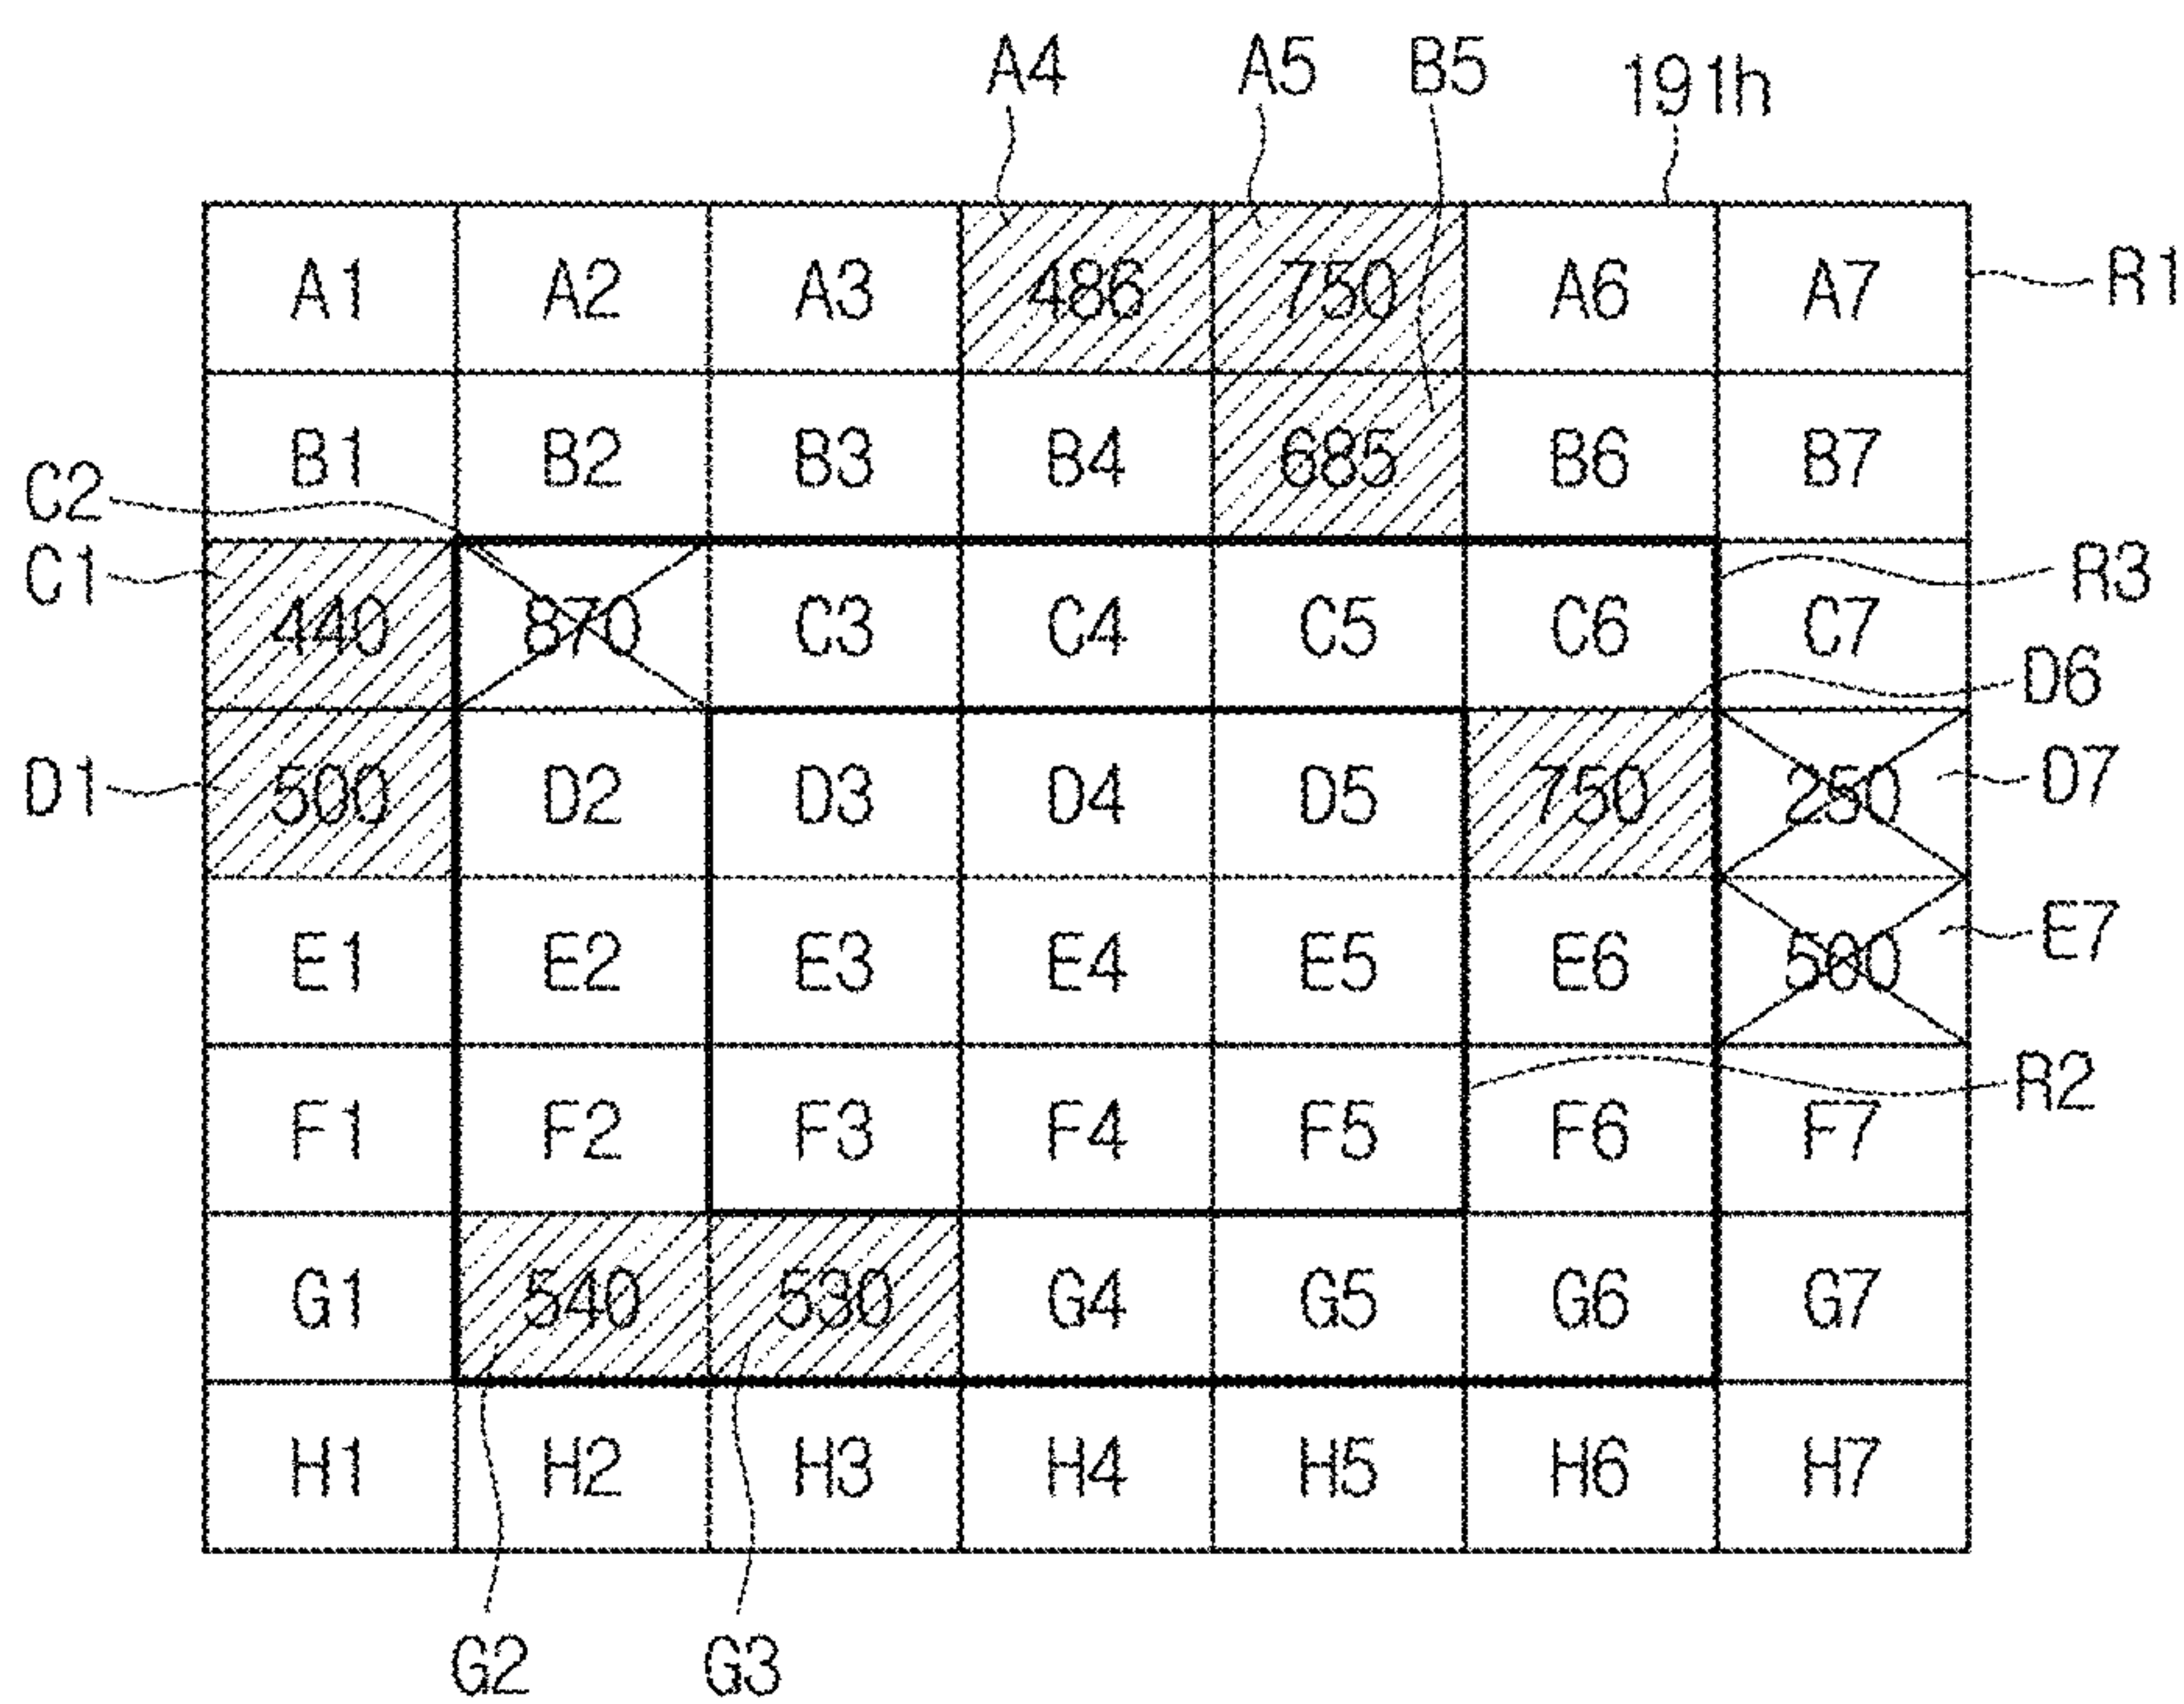 A4 A5 B5 191h
A1 A2 A3 486 750 A6 A7 R1
B1 B2 B3 B4 685 B6 B7
C2
C1 440 870 C3 C4 C5 C6 C7 R3
D6
D1 500 D2 D3 D4 D5 750 250 D7
E1 E2 E3 E4 E5 E6 500 E7
F1 F2 F3 F4 F5 F6 F7 R2
G1 540 530 G4 G5 G6 G7
H1 H2 H3 H4 H5 H6 H7
G2 G3